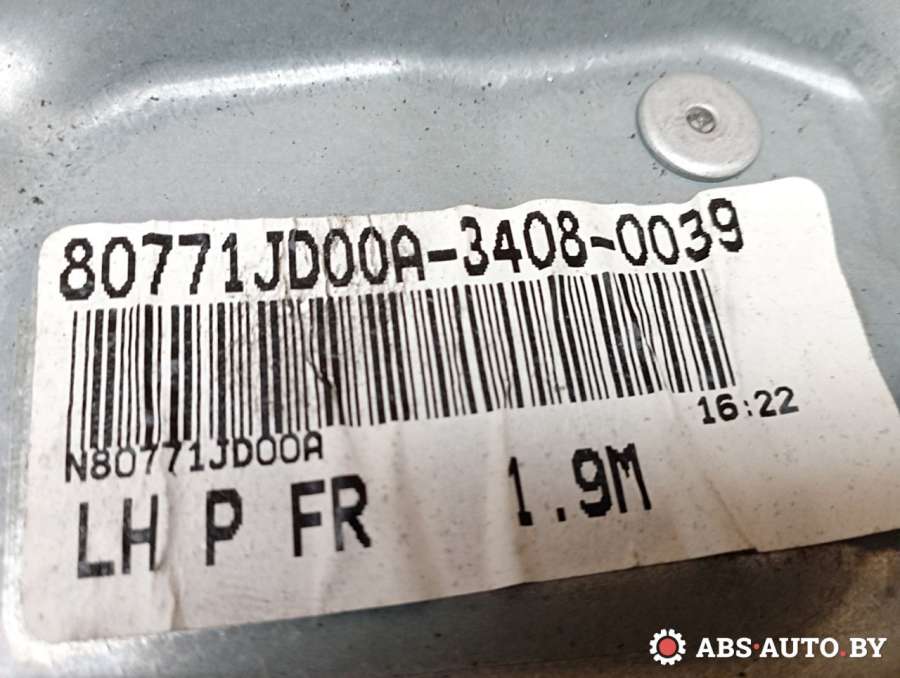 80771JD00A-3408-0039
16:22
N80771JD00A
LH P FR 1.9M
ABS-AUTO.BY